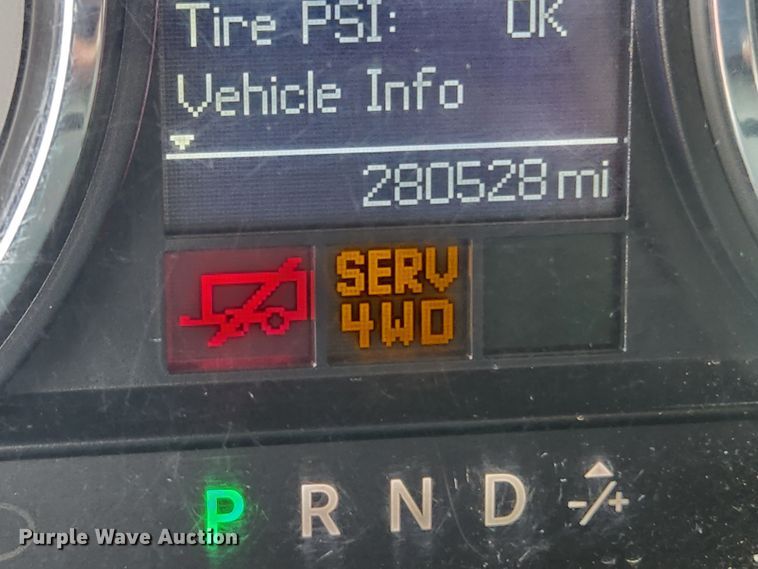 Tire PSI: OK
Vehicle Info
280528 mi
SERV
4WD
P R N D -/+
Purple Wave Auction